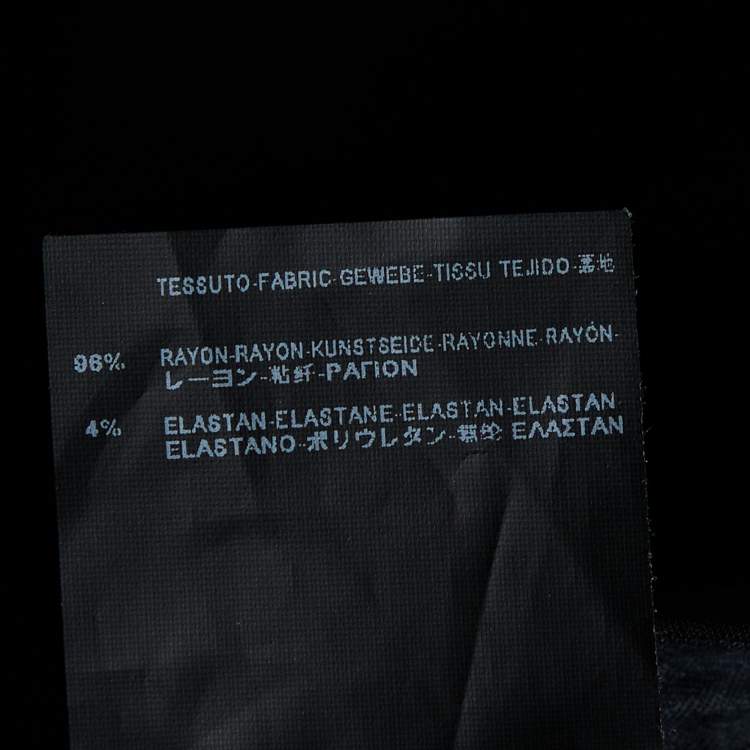 TESSUTO-FABRIC-GEWEBE-TISSU TEJIDO-
96% RAYON-RAYON-KUNSTSEIDE-RAYONNE-RAYÓN-
レーヨン-粘纤-ΡΑΓΙΟΝ
4% ELASTAN-ELASTANE-ELASTAN-ELASTAN-
ELASTANO-ポリウレタン- ΕΛΑΣΤΑΝ